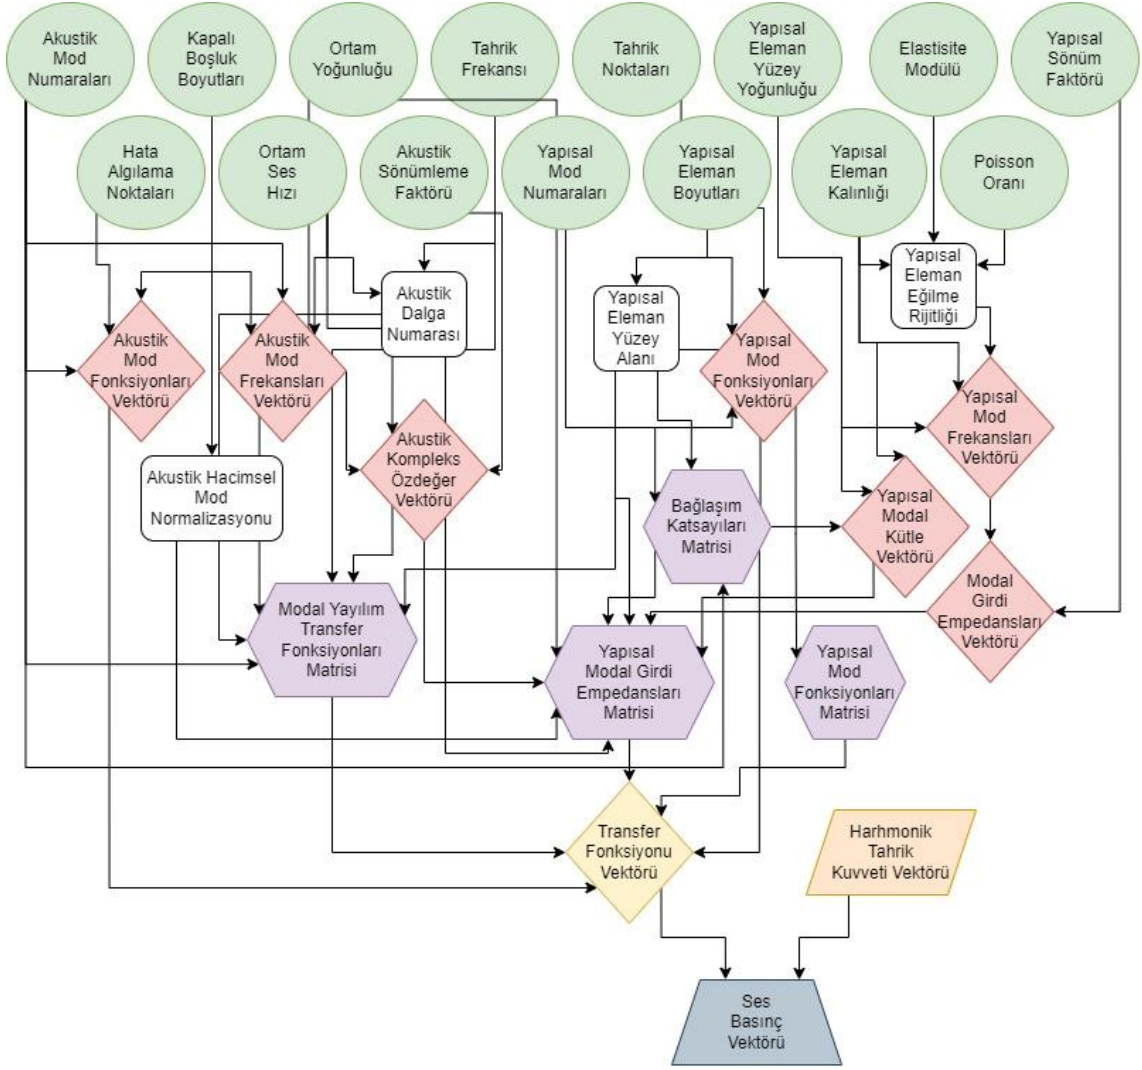 Akustik
Mod
Numaraları
Kapalı
Boşluk
Boyutları
Ortam
Yoğunluğu
Tahrik
Frekansı
Tahrik
Noktaları
Yapısal
Eleman
Yüzey
Yoğunluğu
Elastisite
Modülü
Yapısal
Sönüm
Faktörü
Hata
Algılama
Noktaları
Ortam
Ses
Hızı
Akustik
Sönümleme
Faktörü
Yapısal
Mod
Numaraları
Yapısal
Eleman
Boyutları
Yapısal
Eleman
Kalınlığı
Poisson
Oranı
Akustik
Dalga
Numarası
Yapısal
Eleman
Yüzey
Alanı
Yapısal
Eleman
Eğilme
Rijitliği
Akustik
Mod
Fonksiyonları
Vektörü
Akustik
Mod
Frekansları
Vektörü
Yapısal
Mod
Fonksiyonları
Vektörü
Yapısal
Mod
Frekansları
Vektörü
Akustik Hacimsel
Mod
Normalizasyonu
Akustik
Kompleks
Özdeğer
Vektörü
Bağlaşım
Katsayıları
Matrisi
Yapısal
Modal
Kütle
Vektörü
Modal Yayılım
Transfer
Fonksiyonları
Matrisi
Yapısal
Modal Girdi
Empedansları
Matrisi
Yapısal
Mod
Fonksiyonları
Matrisi
Modal
Girdi
Empedansları
Vektörü
Transfer
Fonksiyonu
Vektörü
Harhmonik
Tahrik
Kuvveti Vektörü
Ses
Basınç
Vektörü